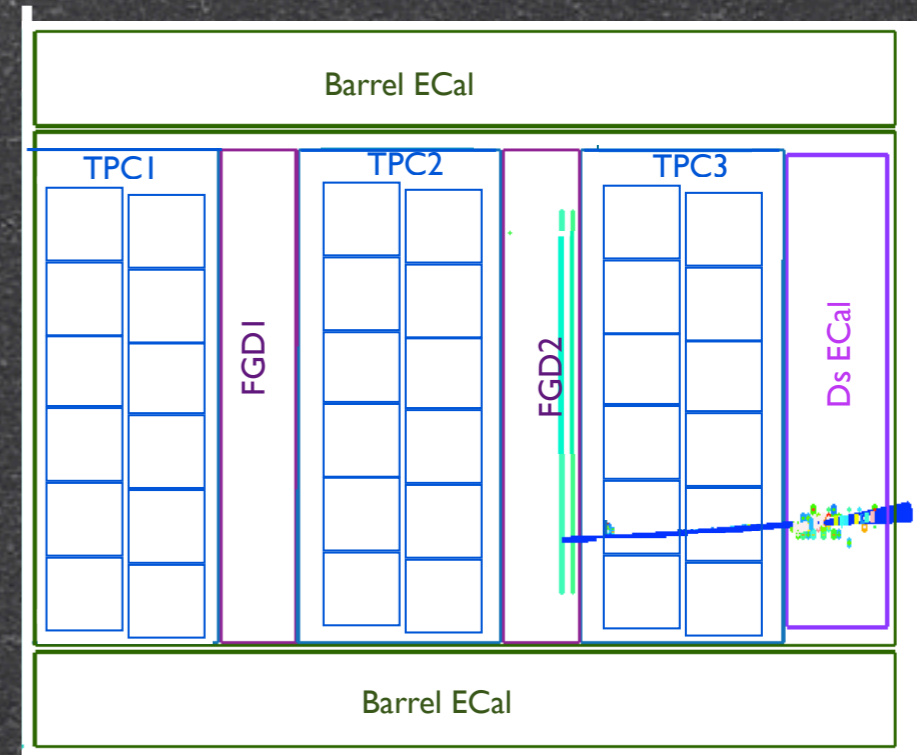 Barrel ECal
TPC1
TPC2
TPC3
FGD1
FGD2
Ds ECal
Barrel ECal